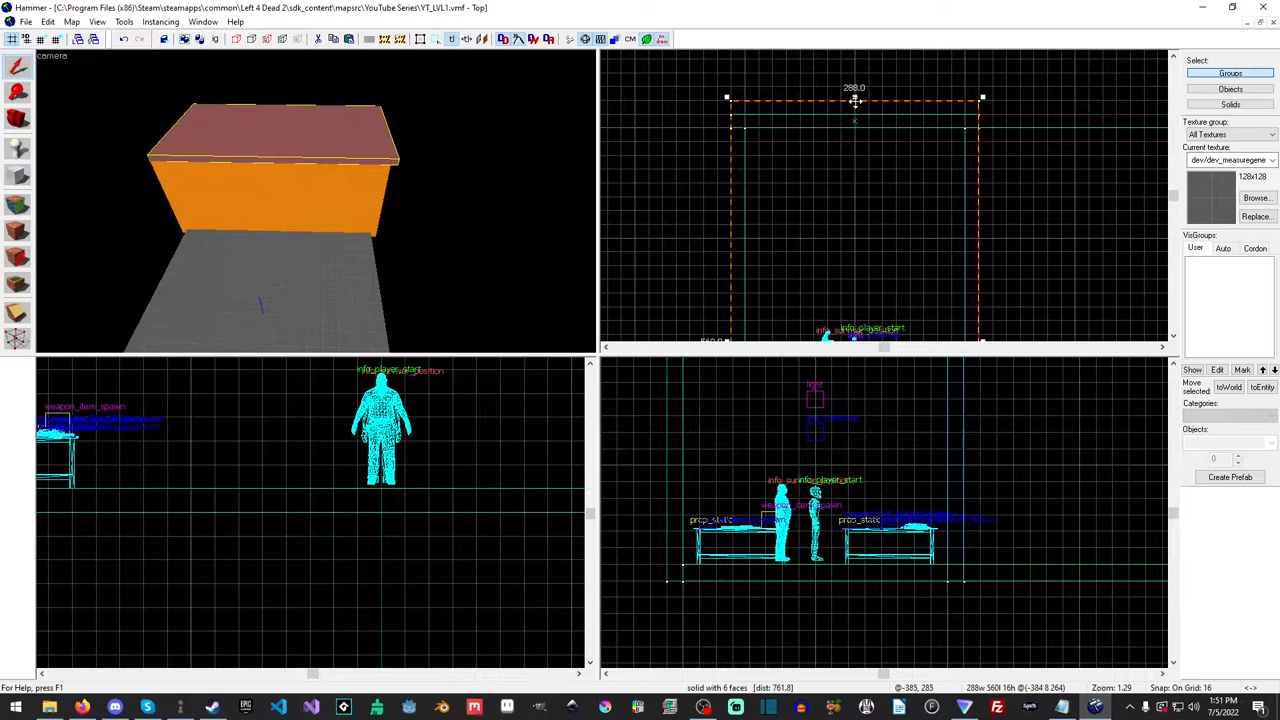 Hammer - [C:\Program Files (x86)\Steam\steamapps\common\Left 4 Dead 2\sdk_content\mapsrc\YouTube Series\YT_LVL1.vmf - Top]
File Edit Map View Tools Instancing Window Help
CM
camera
288.0
info_player_start
Select:
Groups
Objects
Solids
Texture group:
All Textures
Current texture:
dev/dev_measuregene
128x128
Browse...
Replace...
VisGroups:
User Auto Cordon
Show Edit Mark
Move selected:
toWorld toEntity
Categories:
Objects:
0
Create Prefab
info_player_start
weapon_item_spawn
light
info_player_start
weapon_item_spawn
prop_static
prop_static
For Help, press F1
solid with 6 faces [dist: 761.8]
@-385, 285
288w 560l 16h @(-384 8 264)
Zoom: 1.29
Snap: On Grid: 16
1:51 PM
7/5/2022